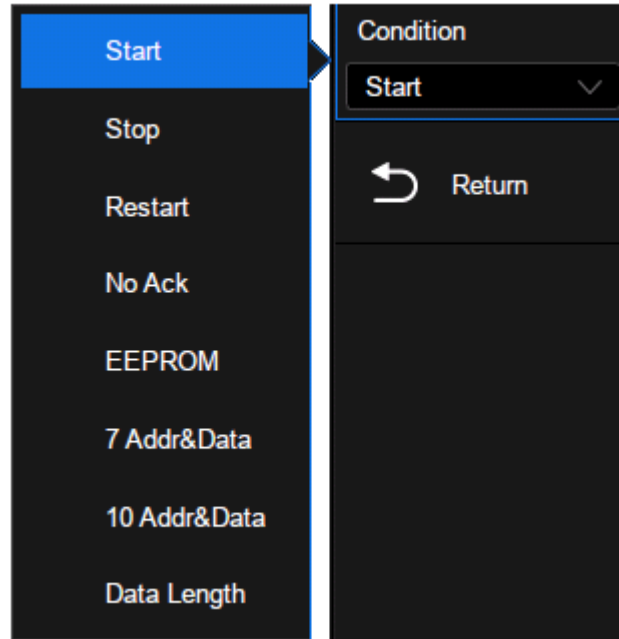 Start
Stop
Restart
No Ack
EEPROM
7 Addr&Data
10 Addr&Data
Data Length
Condition
Start
Return